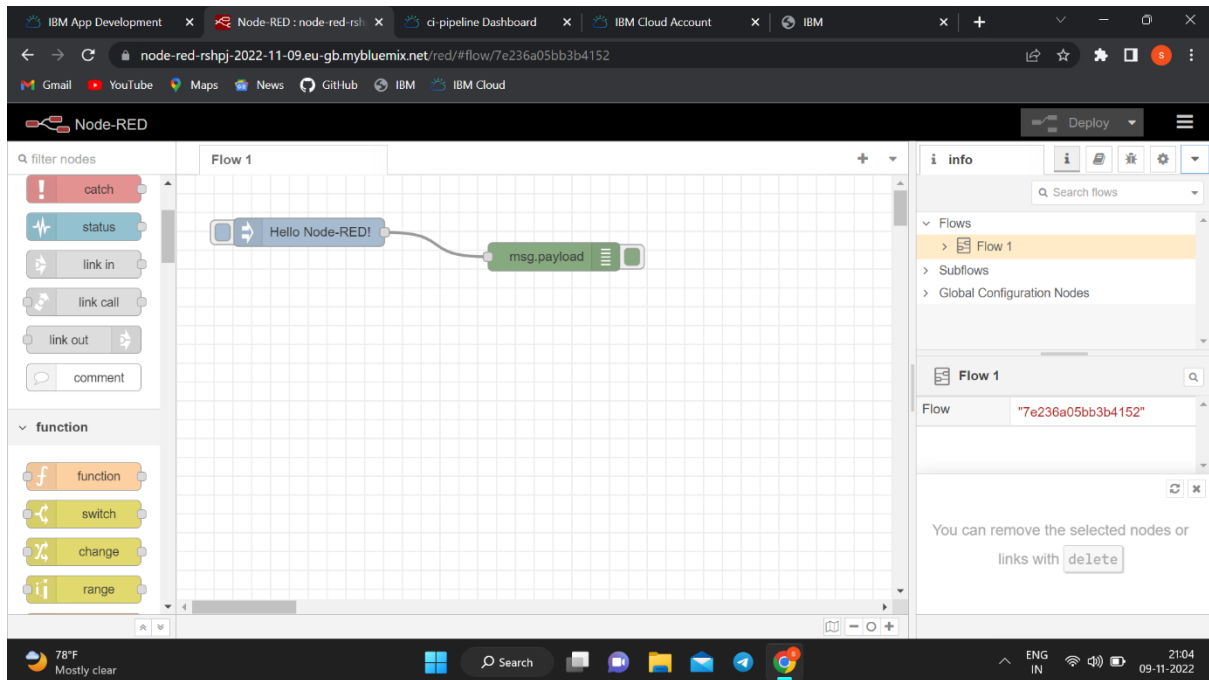 IBM App Development
Node-RED : node-red-rsh
ci-pipeline Dashboard
IBM Cloud Account
IBM
node-red-rshpj-2022-11-09.eu-gb.mybluemix.net/red/#flow/7e236a05bb3b4152
S
Gmail YouTube Maps News GitHub IBM IBM Cloud
Node-RED
Deploy
filter nodes
Flow 1
i info
i
catch
Search flows
status
Hello Node-RED!
Flows
msg.payload
Flow 1
link in
Subflows
Global Configuration Nodes
link call
link out
comment
Flow 1
Flow "7e236a05bb3b4152"
function
function
switch
You can remove the selected nodes or
links with delete
change
range
78°F
Mostly clear
Search
ENG
IN
21:04
09-11-2022